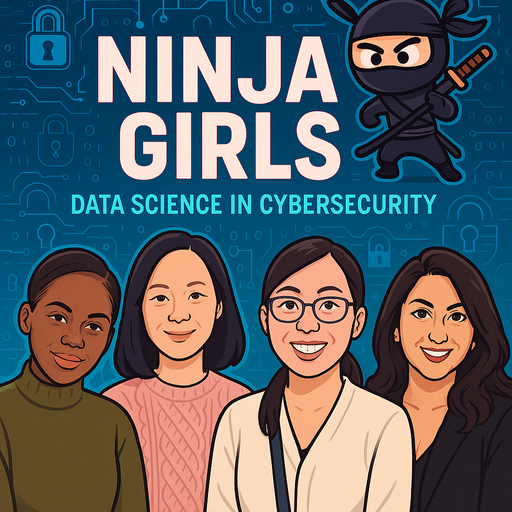 NINJA
GIRLS
DATA SCIENCE IN CYBERSECURITY